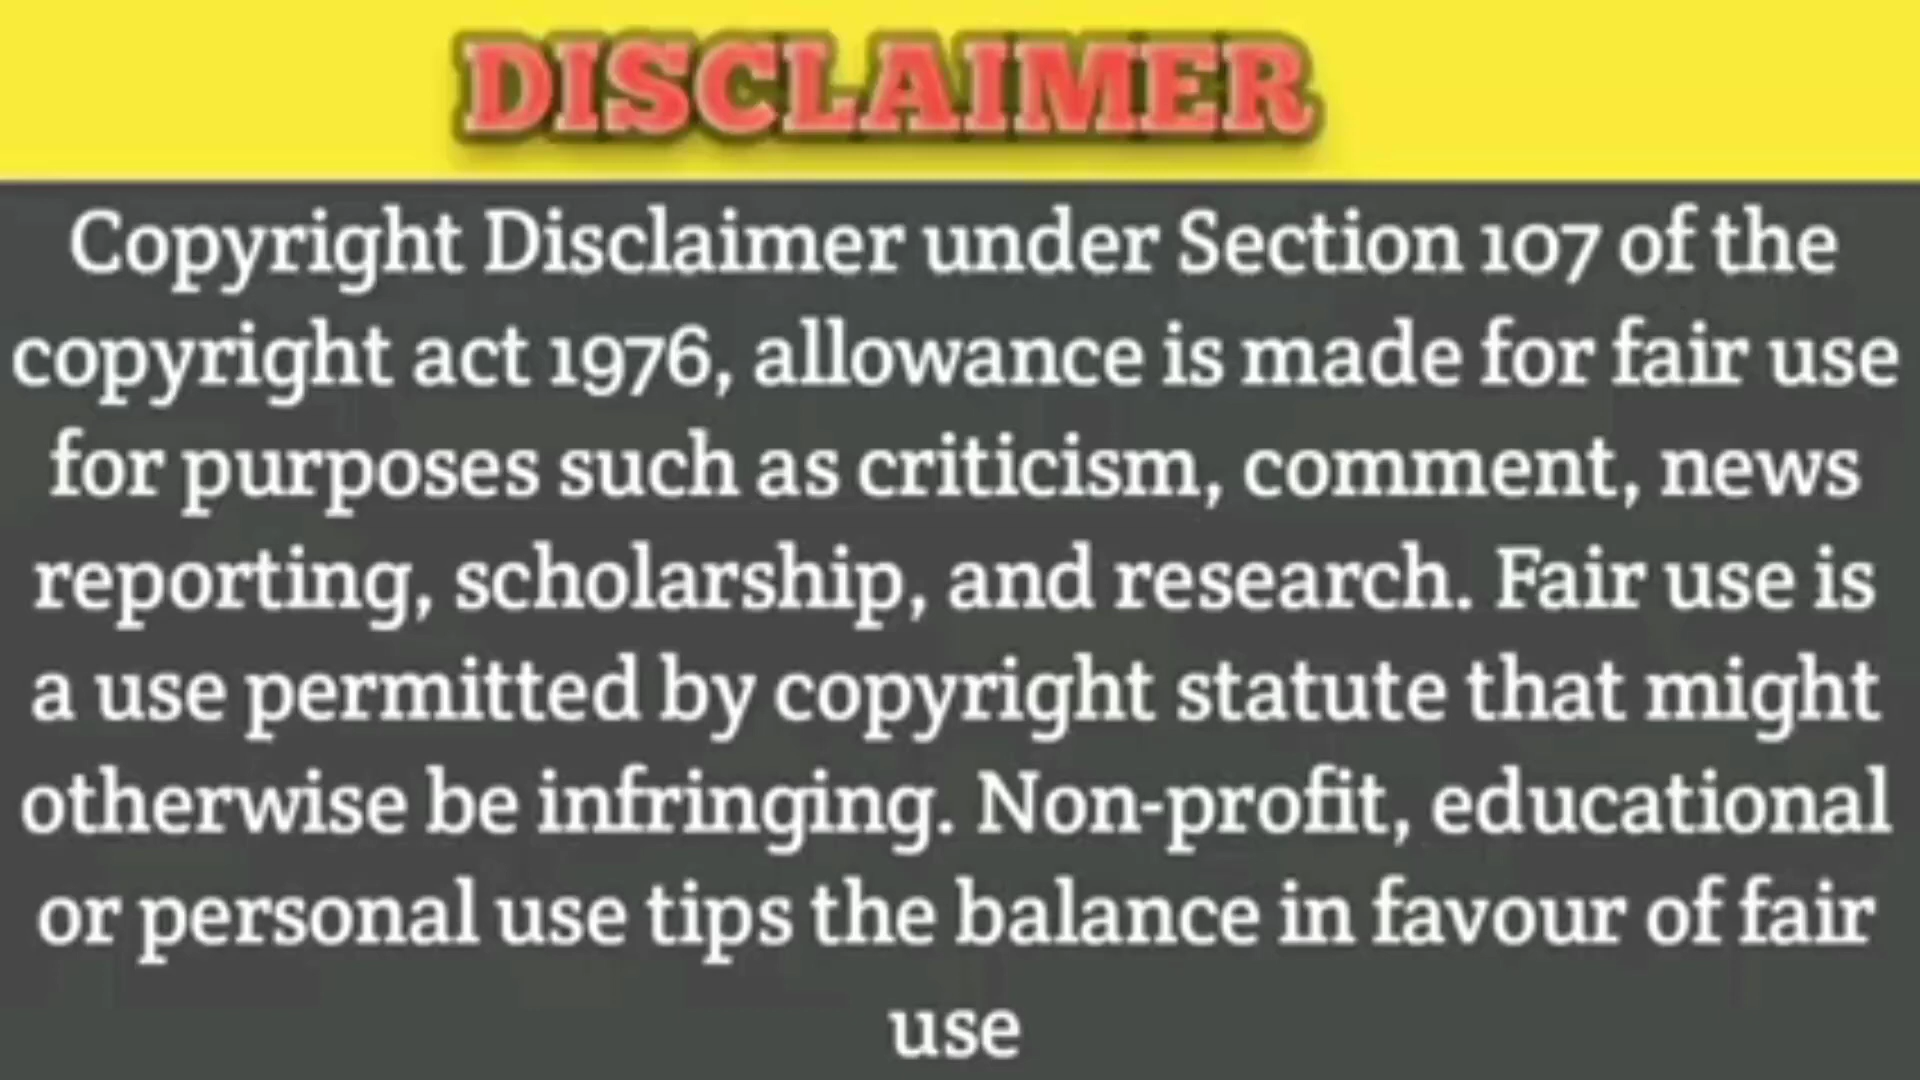 DISCLAIMER
Copyright Disclaimer under Section 107 of the
copyright act 1976, allowance is made for fair use
for purposes such as criticism, comment, news
reporting, scholarship, and research. Fair use is
a use permitted by copyright statute that might
otherwise be infringing. Non-profit, educational
or personal use tips the balance in favour of fair
use